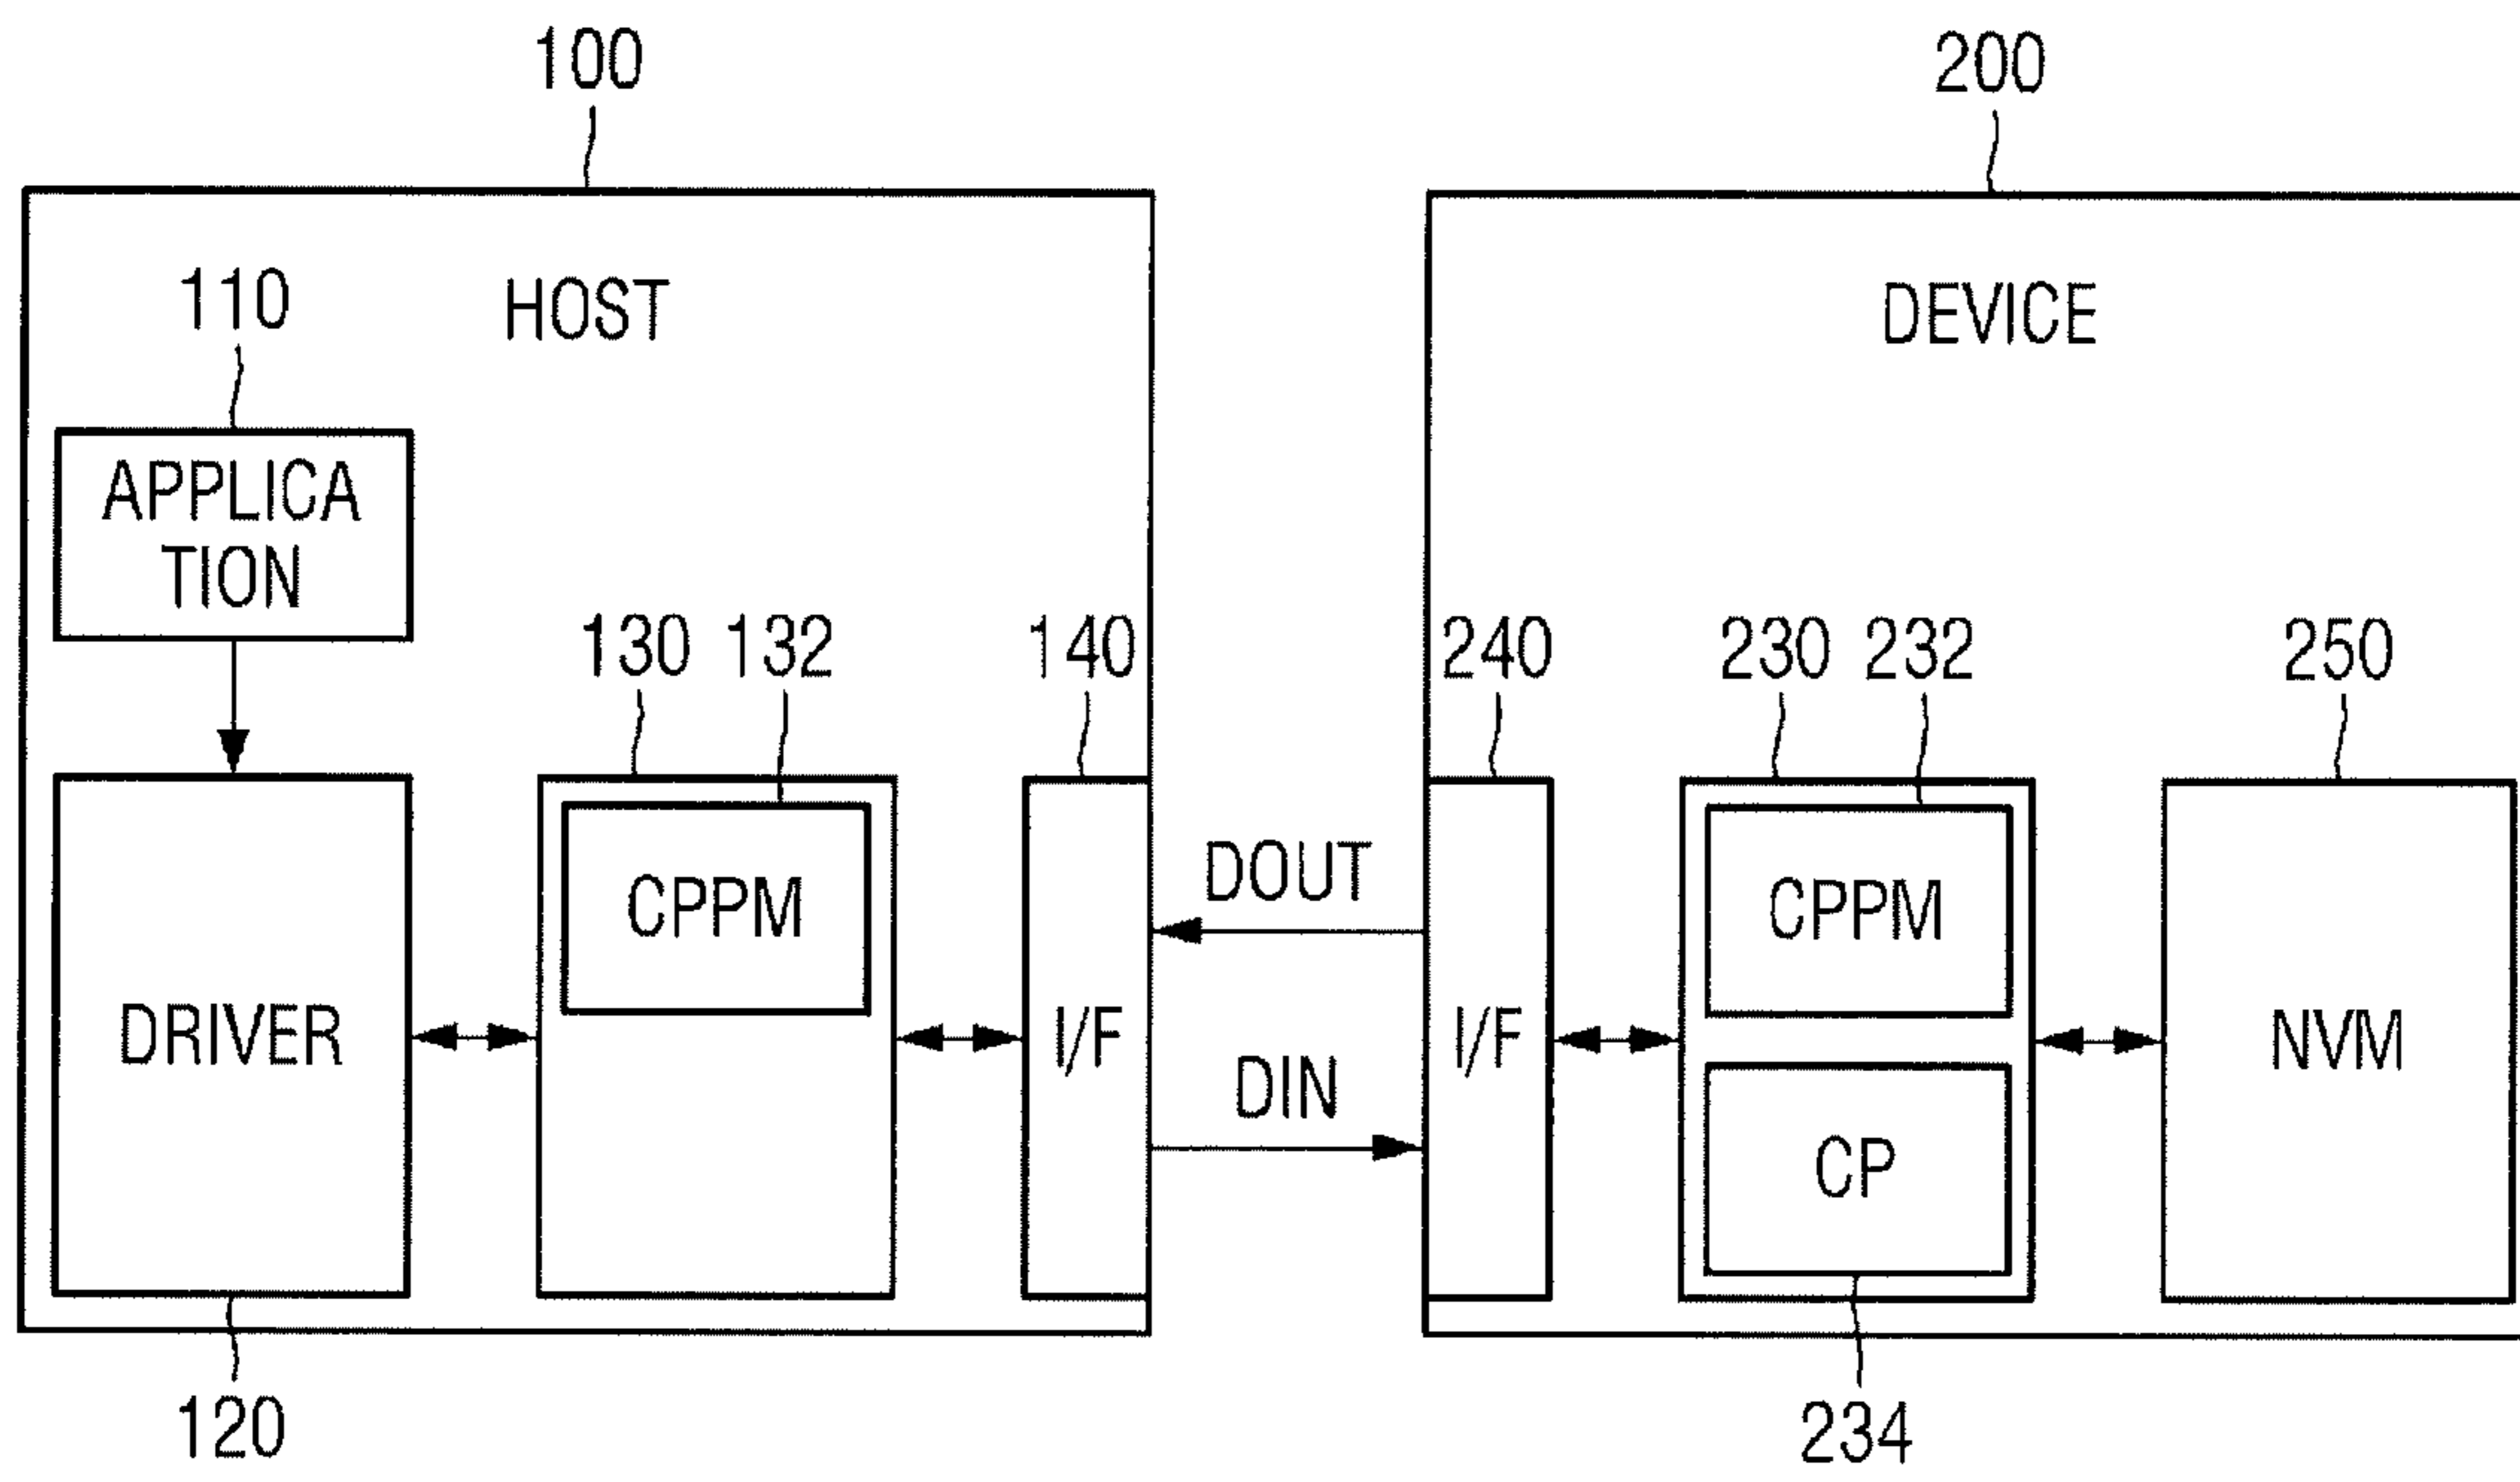 100
200
HOST
DEVICE
110
APPLICA
TION
130
132
140
240
230
232
250
CPPM
DOUT
CPPM
DRIVER
I/F
I/F
NVM
DIN
CP
120
234